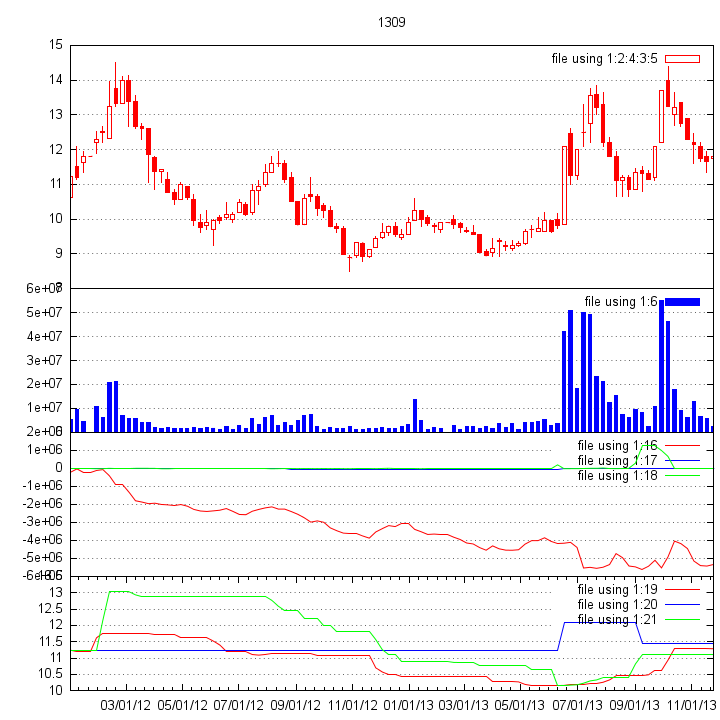 1309
15
file using 1:2:4:3:5
14
13
12
11
10
9
8
6e+07
file using 1:6
5e+07
4e+07
3e+07
2e+07
1e+07
0
2e+06
file using 1:16
1e+06
file using 1:17
0
file using 1:18
-1e+06
-2e+06
-3e+06
-4e+06
-5e+06
-6e+06
file using 1:19
13
file using 1:20
12.5
file using 1:21
12
11.5
11
10.5
10
03/01/12 05/01/12 07/01/12 09/01/12 11/01/12 01/01/13 03/01/13 05/01/13 07/01/13 09/01/13 11/01/13